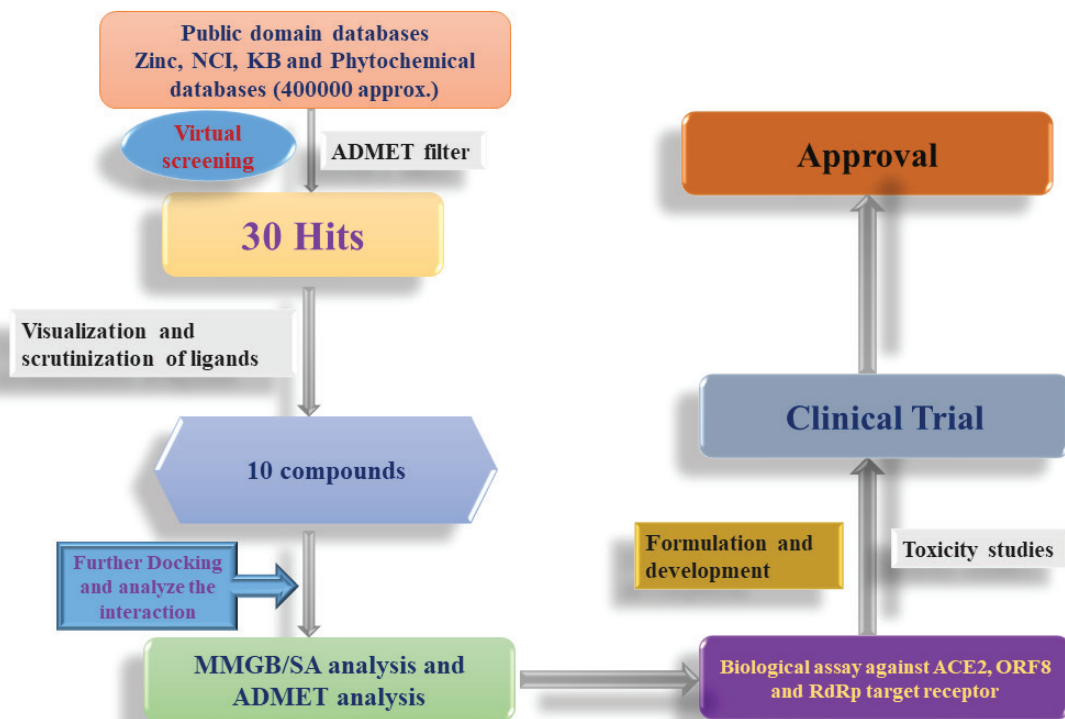 Public domain databases
Zinc, NCI, KB and Phytochemical
databases (400000 approx.)
Virtual
screening
ADMET filter
30 Hits
Visualization and
scrutinization of ligands
10 compounds
Further Docking
and analyze the
interaction
MMGB/SA analysis and
ADMET analysis
Biological assay against ACE2, ORF8
and RdRp target receptor
Formulation and
development
Toxicity studies
Clinical Trial
Approval